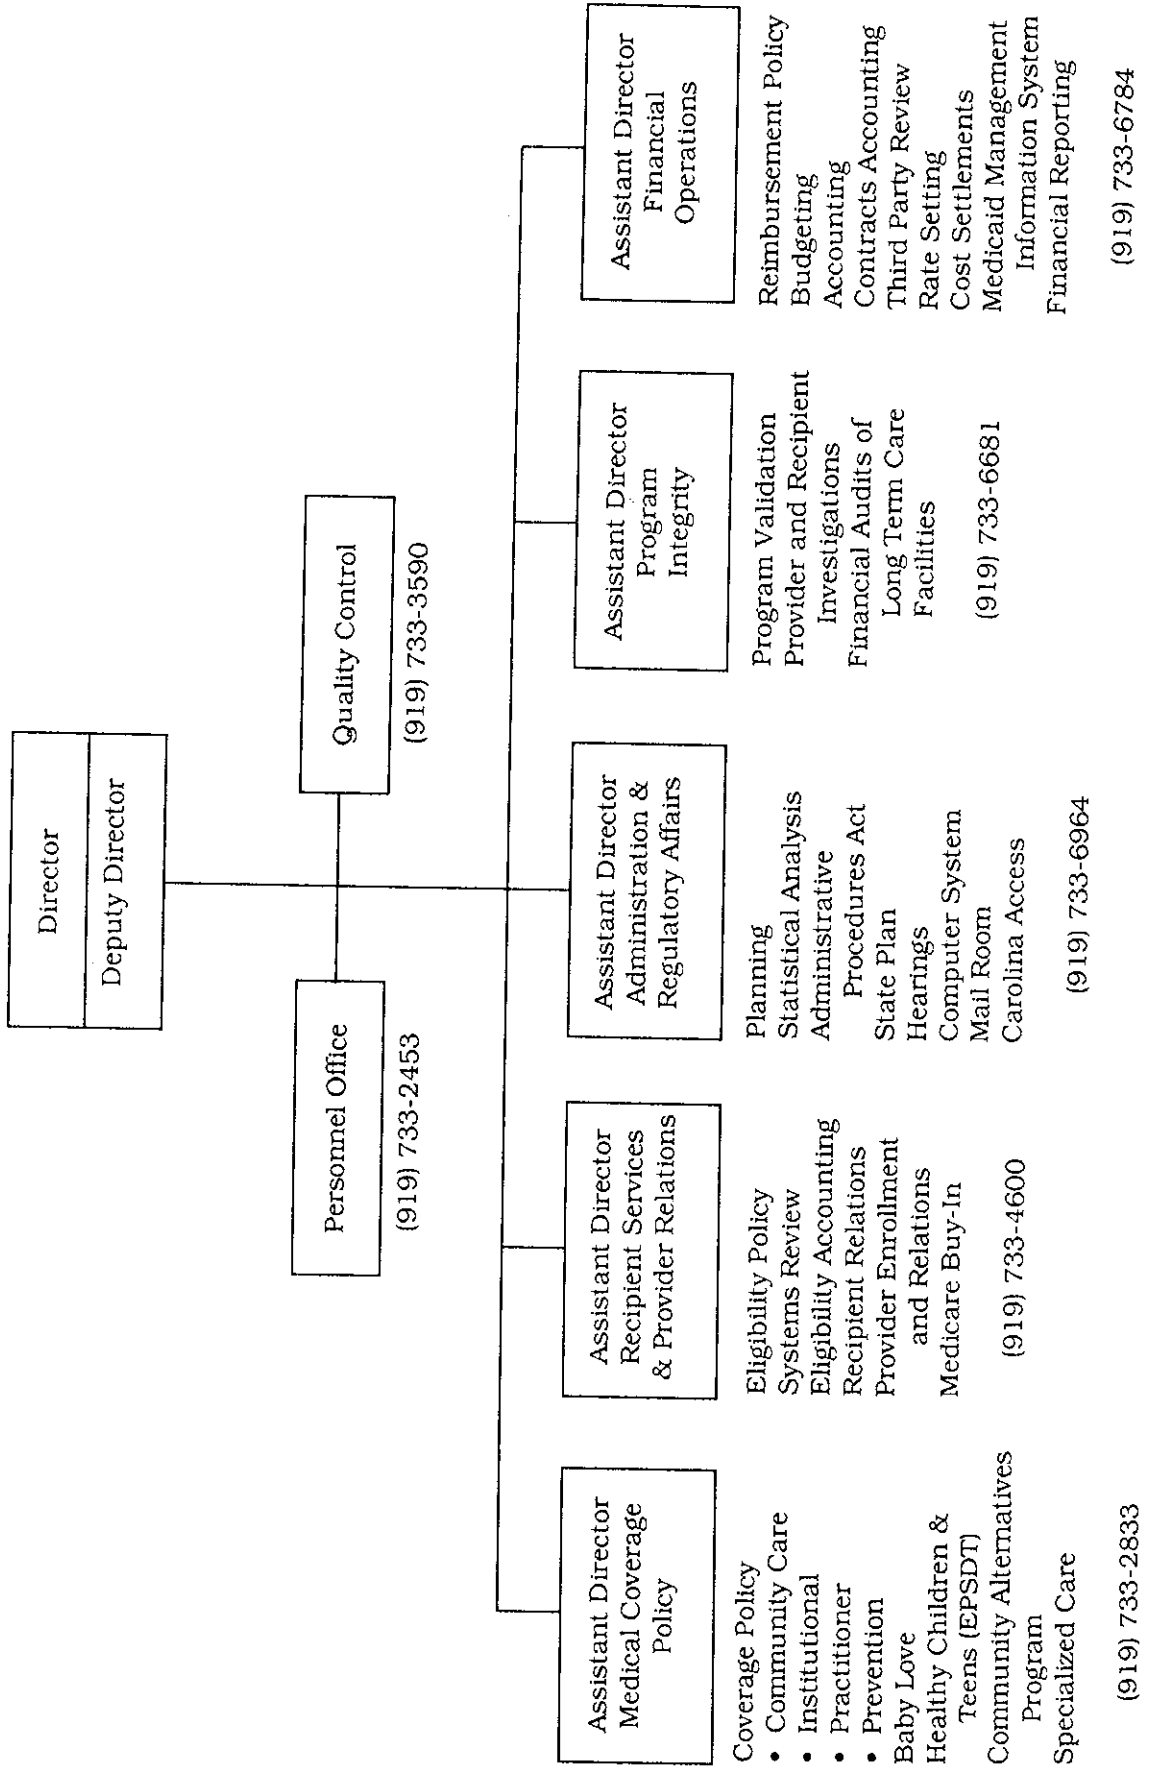 Director
Deputy Director
Personnel Office
(919) 733-2453
Quality Control
(919) 733-3590
Assistant Director
Medical Coverage
Policy
Coverage Policy
• Community Care
• Institutional
• Practitioner
• Prevention
Baby Love
Healthy Children &
Teens (EPSDT)
Community Alternatives
Program
Specialized Care
(919) 733-2833
Assistant Director
Recipient Services
& Provider Relations
Eligibility Policy
Systems Review
Eligibility Accounting
Recipient Relations
Provider Enrollment
and Relations
Medicare Buy-In
(919) 733-4600
Assistant Director
Administration &
Regulatory Affairs
Planning
Statistical Analysis
Administrative
Procedures Act
State Plan
Hearings
Computer System
Mail Room
Carolina Access
(919) 733-6964
Assistant Director
Program
Integrity
Program Validation
Provider and Recipient
Investigations
Financial Audits of
Long Term Care
Facilities
(919) 733-6681
Assistant Director
Financial
Operations
Reimbursement Policy
Budgeting
Accounting
Contracts Accounting
Third Party Review
Rate Setting
Cost Settlements
Medicaid Management
Information System
Financial Reporting
(919) 733-6784